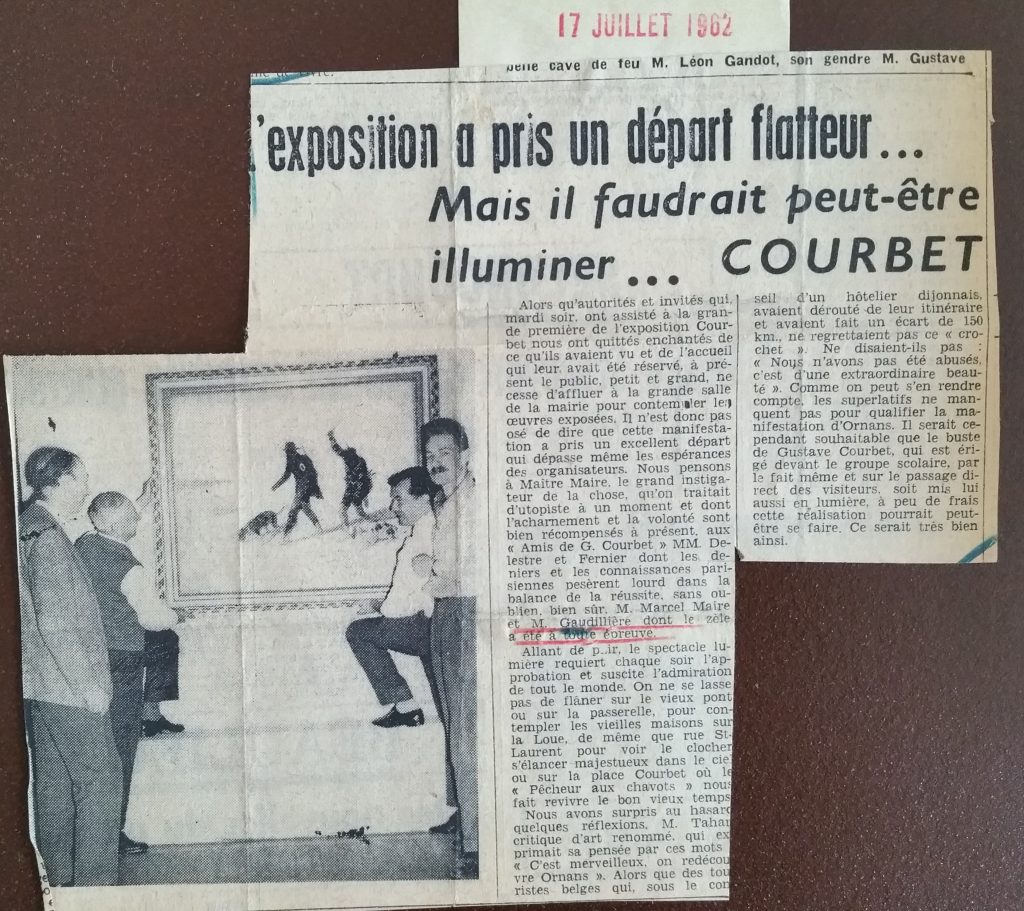 17 JUILLET 1962
belle cave de feu M. Léon Gandot, son gendre M. Gustave
L'exposition a pris un départ flatteur...
Mais il faudrait peut-être
illuminer... COURBET
Alors qu'autorités et invités qui,
mardi soir, ont assisté à la gran-
de première de l'exposition Cour-
bet nous ont quittés enchantés de
ce qu'ils avaient vu et de l'accueil
qui leur avait été réservé, à pré-
sent le public, petit et grand, ne
cesse d'affluer à la grande salle
de la mairie pour contempler les
œuvres exposées. Il n'est donc pas
osé de dire que cette manifesta-
tion a pris un excellent départ
qui dépasse même les espérances
des organisateurs. Nous pensons
à Maître Maire, le grand instiga-
teur de la chose, qu'on traitait
d'utopiste à un moment et dont
l'acharnement et la volonté sont
bien récompensés à présent, aux
« Amis de G. Courbet » MM. De-
lestre et Fernier dont les de-
niers et les connaissances pari-
siennes pesèrent lourd dans la
balance de la réussite, sans ou-
blien, bien sûr, M. Marcel Maire
et M. Gaudillière dont le zèle
a été à toute épreuve.
Allant de pair, le spectacle lu-
mière requiert chaque soir l'ap-
probation et suscite l'admiration
de tout le monde. On ne se lasse
pas de flâner sur le vieux pont
ou sur la passerelle, pour con-
templer les vieilles maisons sur
la Loue, de même que rue St-
Laurent pour voir le clocher
s'élancer majestueux dans le cie
ou sur la place Courbet où le
« Pêcheur aux chavots » nous
fait revivre le bon vieux temps
Nous avons surpris au hasard
quelques réflexions, M. Tahar
critique d'art renommé, qui ex
primait sa pensée par ces mots
« C'est merveilleux, on redécou
vre Ornans ». Alors que des tou
ristes belges qui, sous le con
seil d'un hôtelier dijonnais,
avaient dérouté de leur itinéraire
et avaient fait un écart de 150
km., ne regrettaient pas ce « cro-
chet ». Ne disaient-ils pas :
« Nous n'avons pas été abusés,
c'est d'une extraordinaire beau-
té ». Comme on peut s'en rendre
compte, les superlatifs ne man-
quent pas pour qualifier la ma-
nifestation d'Ornans. Il serait ce-
pendant souhaitable que le buste
de Gustave Courbet, qui est éri-
gé devant le groupe scolaire, par
le fait même et sur le passage di-
rect des visiteurs, soit mis lui
aussi en lumière, à peu de frais
cette réalisation pourrait peut-
être se faire. Ce serait très bien
ainsi.